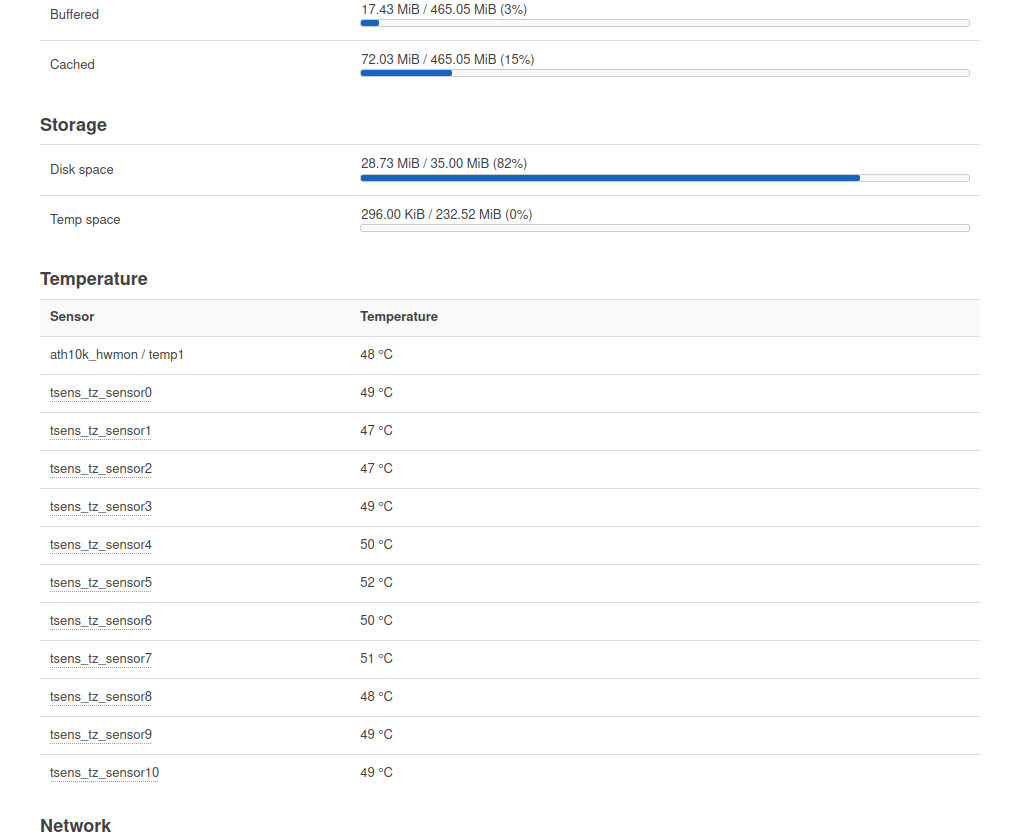 17.43 MiB / 465.05 MiB (3%)
Buffered
72.03 MiB / 465.05 MiB (15%)
Cached
Storage
28.73 MiB / 35.00 MiB (82%)
Disk space
296.00 KiB / 232.52 MiB (0%)
Temp space
Temperature
Sensor Temperature
ath10k_hwmon / temp1 48 °C
tsens_tz_sensor0 49 °C
tsens_tz_sensor1 47 °C
tsens_tz_sensor2 47 °C
tsens_tz_sensor3 49 °C
tsens_tz_sensor4 50 °C
tsens_tz_sensor5 52 °C
tsens_tz_sensor6 50 °C
tsens_tz_sensor7 51 °C
tsens_tz_sensor8 48 °C
tsens_tz_sensor9 49 °C
tsens_tz_sensor10 49 °C
Network